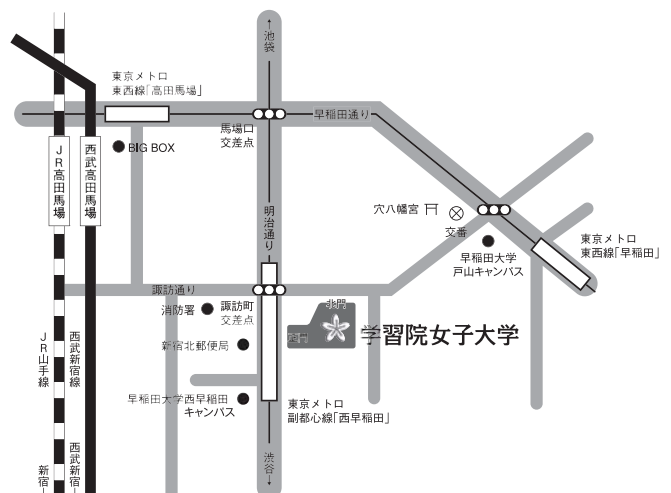 ←池袋
東京メトロ
東西線「高田馬場」
早稲田通り
馬場口
交差点
BIG BOX
JR高田馬場
西武高田馬場
明治通り
穴八幡宮
交番
早稲田大学
戸山キャンパス
東京メトロ
東西線「早稲田」
諏訪通り
消防署
諏訪町
交差点
北門
正門
学習院女子大学
新宿北郵便局
早稲田大学西早稲田
キャンパス
東京メトロ
副都心線「西早稲田」
JR山手線
西武新宿線
新宿
西武新宿
渋谷→